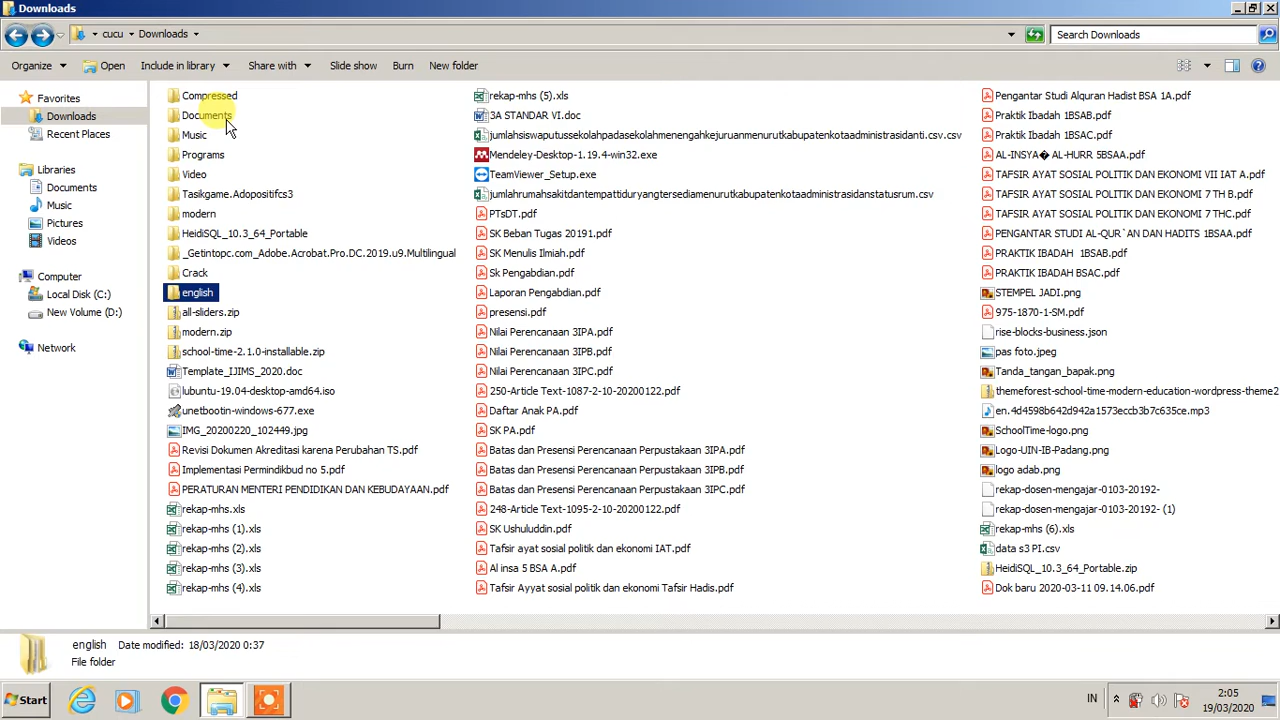 Downloads
cucu Downloads
Search Downloads
Organize Open Include in library Share with Slide show Burn New folder
Favorites
Downloads
Recent Places
Libraries
Documents
Music
Pictures
Videos
Computer
Local Disk (C:)
New Volume (D:)
Network
Compressed
Documents
Music
Programs
Video
Tasikgame.Adopositifcs3
modern
HeidiSQL_10.3_64_Portable
_Getintopc.com_Adobe.Acrobat.Pro.DC.2019.u9.Multilingual
Crack
english
all-sliders.zip
modern.zip
school-time-2.1.0-installable.zip
Template_IJIMS_2020.doc
lubuntu-19.04-desktop-amd64.iso
unetbootin-windows-677.exe
IMG_20200220_102449.jpg
Revisi Dokumen Akreditasi karena Perubahan TS.pdf
Implementasi Permindikbud no 5.pdf
PERATURAN MENTERI PENDIDIKAN DAN KEBUDAYAAN.pdf
rekap-mhs.xls
rekap-mhs (1).xls
rekap-mhs (2).xls
rekap-mhs (3).xls
rekap-mhs (4).xls
rekap-mhs (5).xls
3A STANDAR VI.doc
jumlahsiswaputussekolahpadasekolahmenengahkejuruanmenurutkabupatenkotaadministrasidanti.csv.csv
Mendeley-Desktop-1.19.4-win32.exe
TeamViewer_Setup.exe
jumlahrumahsakitdantempattiduryangtersediamenurutkabupatenkotaadministrasidanstatusrum.csv
PTsDT.pdf
SK Beban Tugas 20191.pdf
SK Menulis Ilmiah.pdf
Sk Pengabdian.pdf
Laporan Pengabdian.pdf
presensi.pdf
Nilai Perencanaan 3IPA.pdf
Nilai Perencanaan 3IPB.pdf
Nilai Perencanaan 3IPC.pdf
250-Article Text-1087-2-10-20200122.pdf
Daftar Anak PA.pdf
SK PA.pdf
Batas dan Presensi Perencanaan Perpustakaan 3IPA.pdf
Batas dan Presensi Perencanaan Perpustakaan 3IPB.pdf
Batas dan Presensi Perencanaan Perpustakaan 3IPC.pdf
248-Article Text-1095-2-10-20200122.pdf
SK Ushuluddin.pdf
Tafsir ayat sosial politik dan ekonomi IAT.pdf
Al insa 5 BSA A.pdf
Tafsir Ayyat sosial politik dan ekonomi Tafsir Hadis.pdf
Pengantar Studi Alquran Hadist BSA 1A.pdf
Praktik Ibadah 1BSAB.pdf
Praktik Ibadah 1BSAC.pdf
AL-INSYA� AL-HURR 5BSAA.pdf
TAFSIR AYAT SOSIAL POLITIK DAN EKONOMI VII IAT A.pdf
TAFSIR AYAT SOSIAL POLITIK DAN EKONOMI 7 TH B.pdf
TAFSIR AYAT SOSIAL POLITIK DAN EKONOMI 7 THC.pdf
PENGANTAR STUDI AL-QUR`AN DAN HADITS 1BSAA.pdf
PRAKTIK IBADAH  1BSAB.pdf
PRAKTIK IBADAH BSAC.pdf
STEMPEL JADI.png
975-1870-1-SM.pdf
rise-blocks-business.json
pas foto.jpeg
Tanda_tangan_bapak.png
themeforest-school-time-modern-education-wordpress-theme2
en.4d4598b642d942a1573eccb3b7c635ce.mp3
SchoolTime-logo.png
Logo-UIN-IB-Padang.png
logo adab.png
rekap-dosen-mengajar-0103-20192-
rekap-dosen-mengajar-0103-20192- (1)
rekap-mhs (6).xls
data s3 PI.csv
HeidiSQL_10.3_64_Portable.zip
Dok baru 2020-03-11 09.14.06.pdf
english Date modified: 18/03/2020 0:37
File folder
Start
IN
2:05
19/03/2020